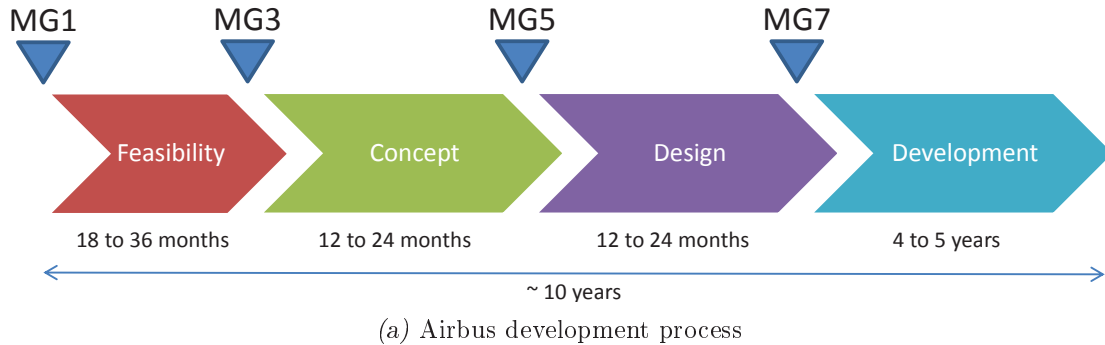 MG1 MG3 MG5 MG7
Feasibility Concept Design Development
18 to 36 months 12 to 24 months 12 to 24 months 4 to 5 years
~ 10 years
(a) Airbus development process